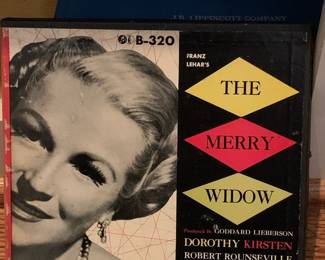 J.B. LIPPINCOTT COMPANY
B-320
FRANZ
LEHAR'S
THE
MERRY
WIDOW
Produced By GODDARD LIEBERSON
DOROTHY KIRSTEN
ROBERT ROUNSEVILLE